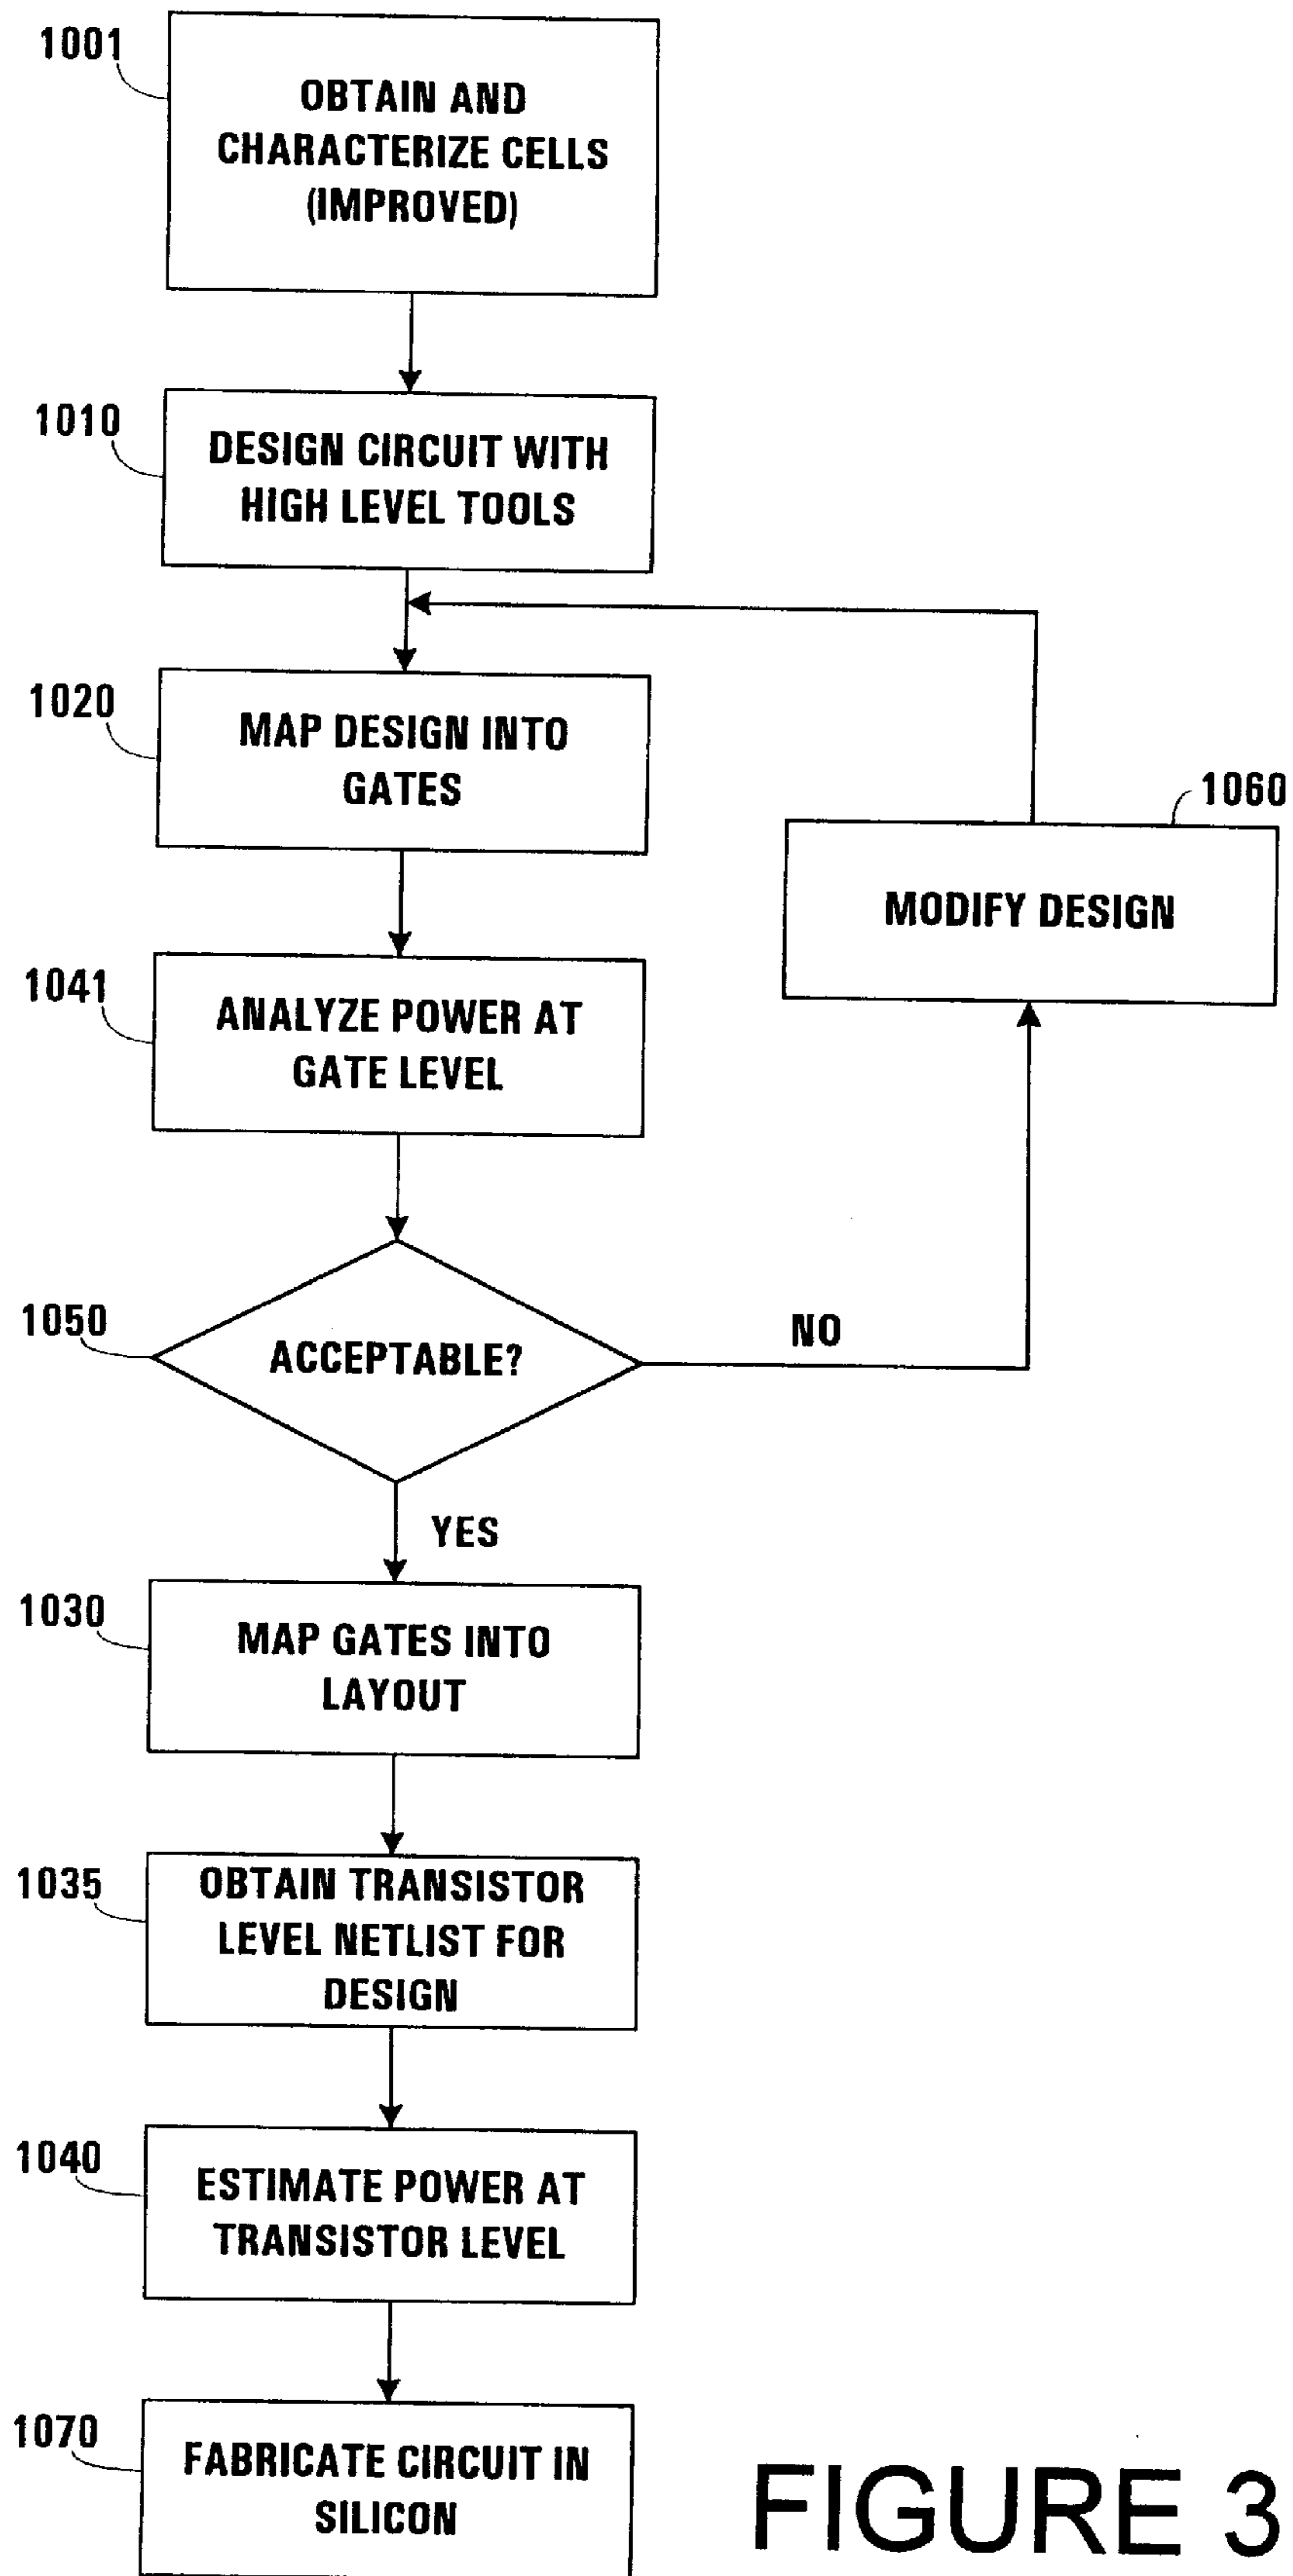 1001
OBTAIN AND
CHARACTERIZE CELLS
(IMPROVED)
1010
DESIGN CIRCUIT WITH
HIGH LEVEL TOOLS
1020
MAP DESIGN INTO
GATES
1060
MODIFY DESIGN
1041
ANALYZE POWER AT
GATE LEVEL
1050
ACCEPTABLE?
NO
YES
1030
MAP GATES INTO
LAYOUT
1035
OBTAIN TRANSISTOR
LEVEL NETLIST FOR
DESIGN
1040
ESTIMATE POWER AT
TRANSISTOR LEVEL
1070
FABRICATE CIRCUIT IN
SILICON
FIGURE 3